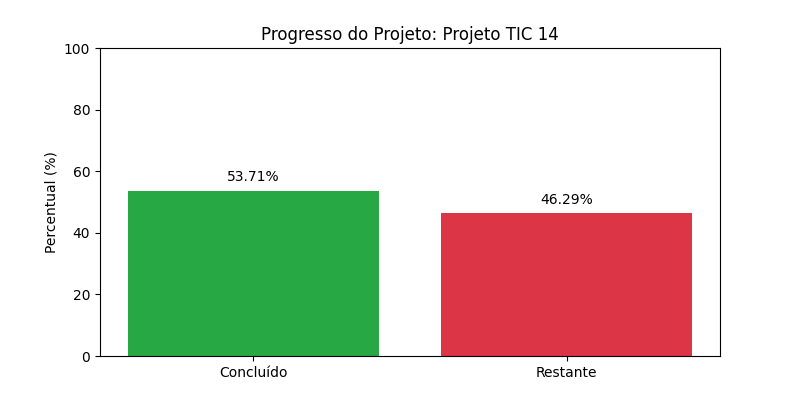 Progresso do Projeto: Projeto TIC 14
Percentual (%)
100
80
60
40
20
0
53.71%
46.29%
Concluído
Restante